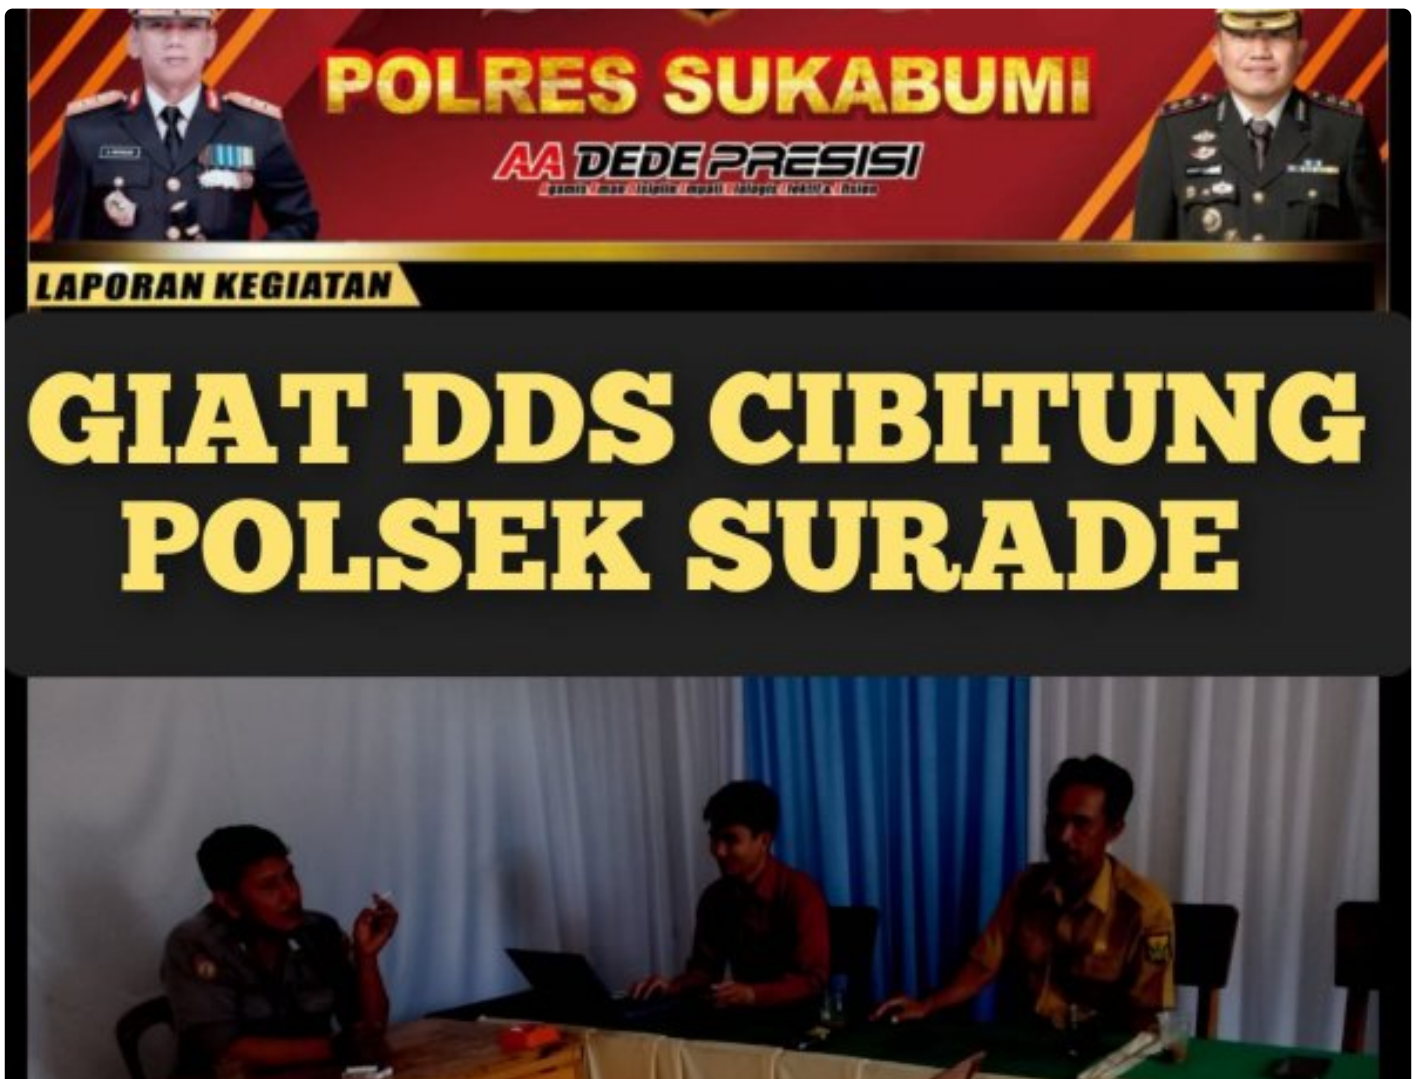 POLRES SUKABUMI
AA DEDE PRESISI
LAPORAN KEGIATAN
GIAT DDS CIBITUNG
POLSEK SURADE